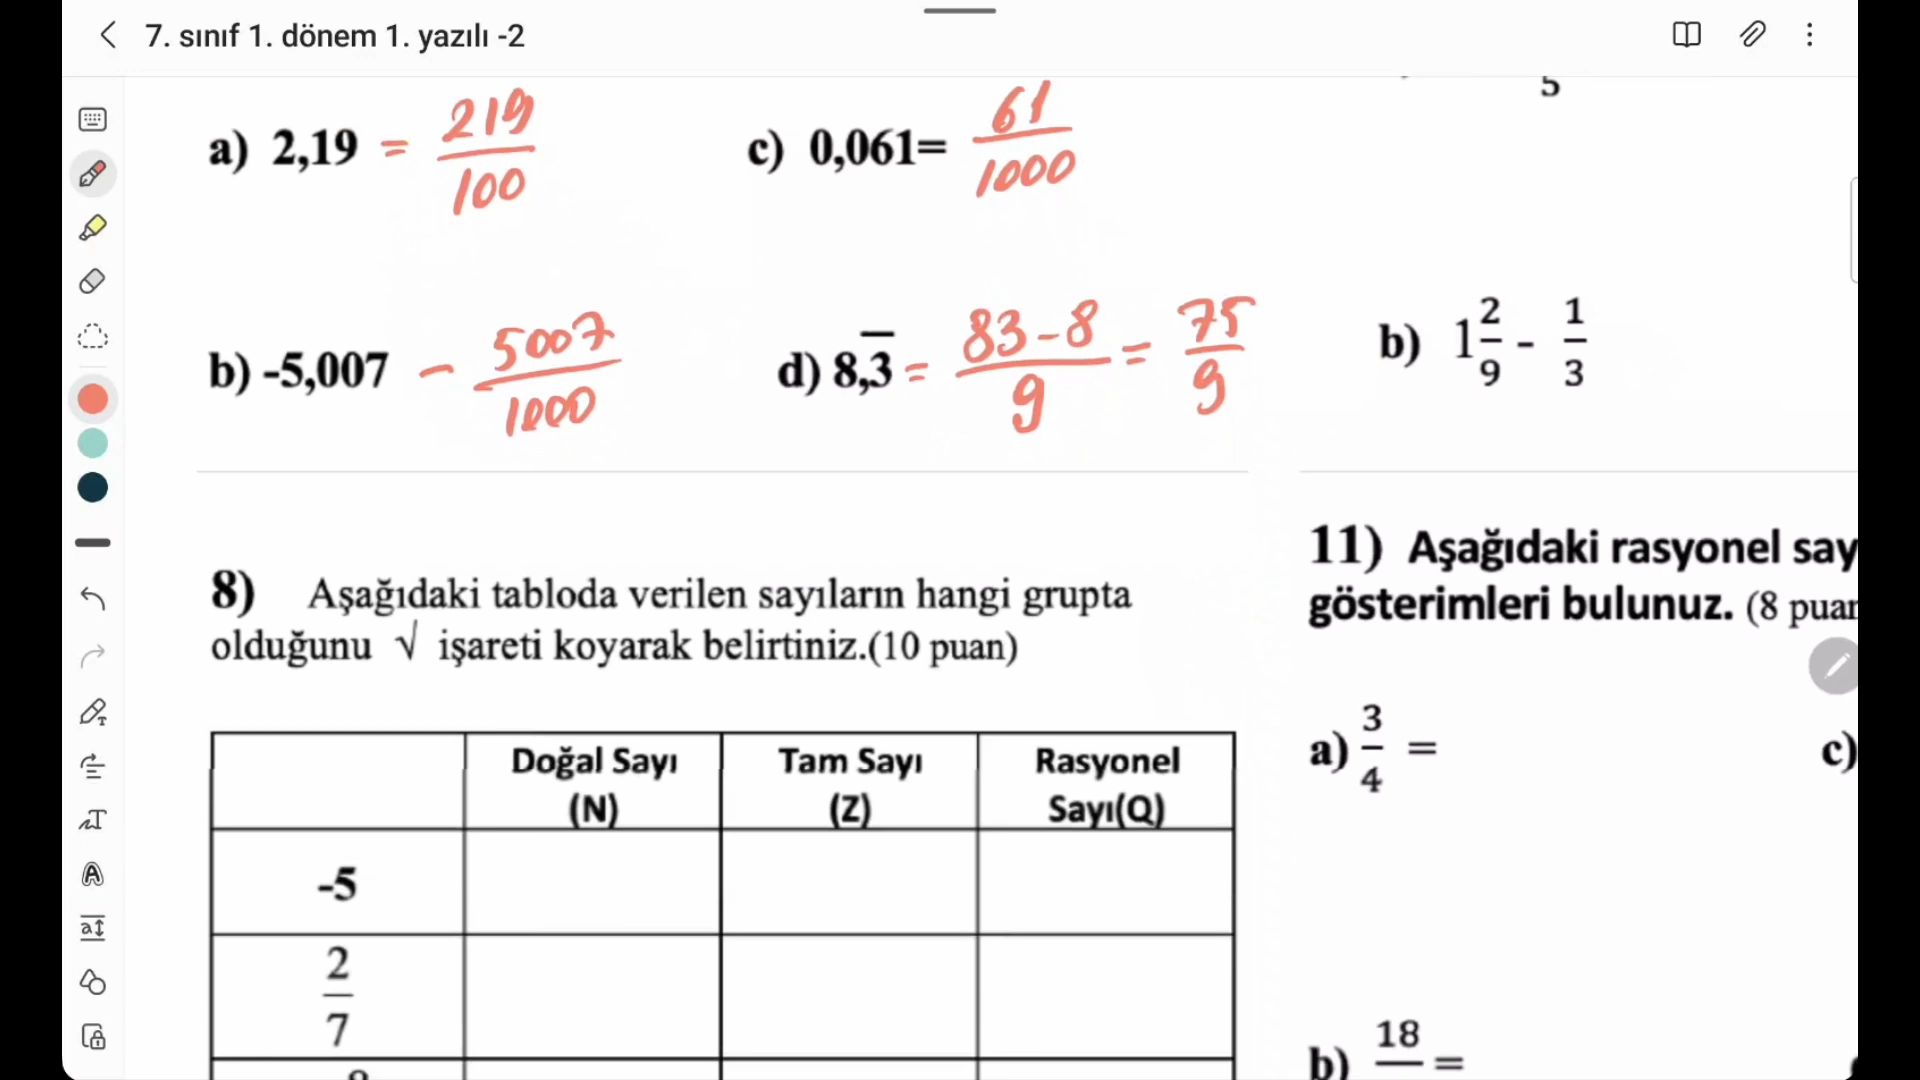 7. sınıf 1. dönem 1. yazılı -2
a) 2,19 = 219/100
c) 0,061= 61/1000
5
b) -5,007 - 5007/1000
d) 8,3̅ = 83-8/9 = 75/9
b) 1 2/9 - 1/3
8) Aşağıdaki tabloda verilen sayıların hangi grupta
olduğunu √ işareti koyarak belirtiniz.(10 puan)
Doğal Sayı
(N)
Tam Sayı
(Z)
Rasyonel
Sayı(Q)
-5
2/7
11) Aşağıdaki rasyonel say
gösterimleri bulunuz. (8 puan
a) 3/4 =
c)
b) 18 =